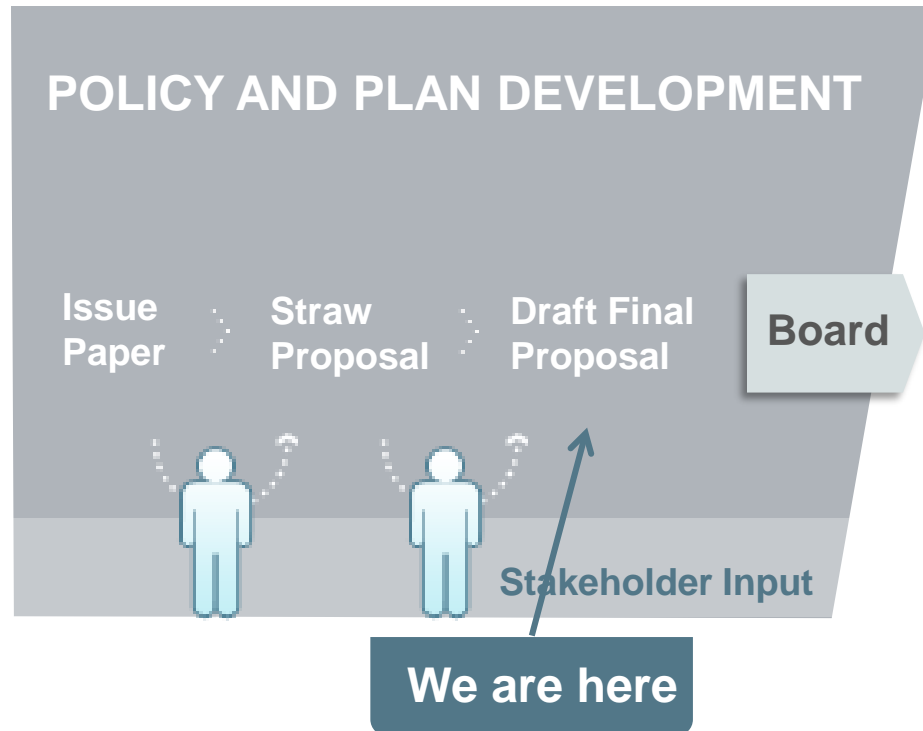 POLICY AND PLAN DEVELOPMENT
Issue
Paper
Straw
Proposal
Draft Final
Proposal
Board
Stakeholder Input
We are here